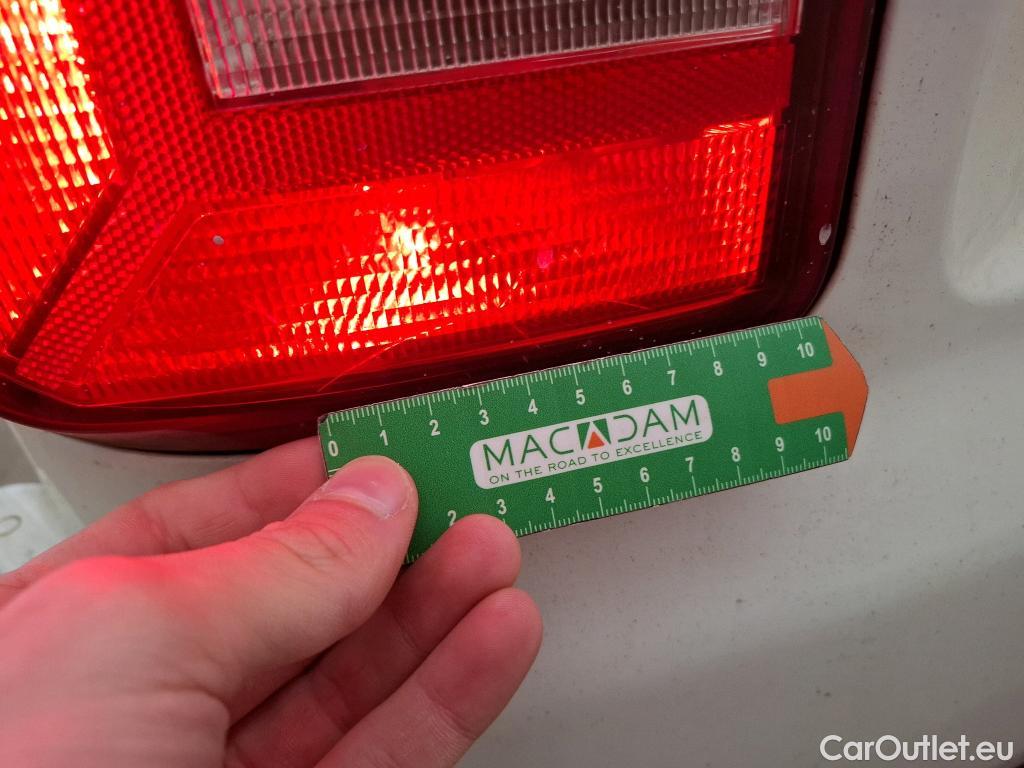 0 1 2 3 4 5 6 7 8 9 10
MACADAM
ON THE ROAD TO EXCELLENCE
2 3 4 5 6 7 8 9 10
CarOutlet.eu